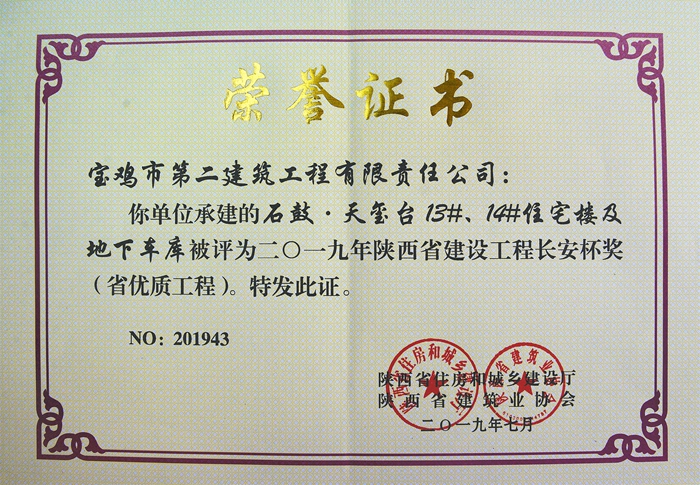 荣誉证书
宝鸡市第二建筑工程有限责任公司：
你单位承建的石鼓·天玺台13#、14#住宅楼及
地下车库被评为二〇一九年陕西省建设工程长安杯奖
（省优质工程）。特发此证。
NO: 201943
陕西省住房和城乡建设厅
陕西省建筑业协会
二〇一九年七月